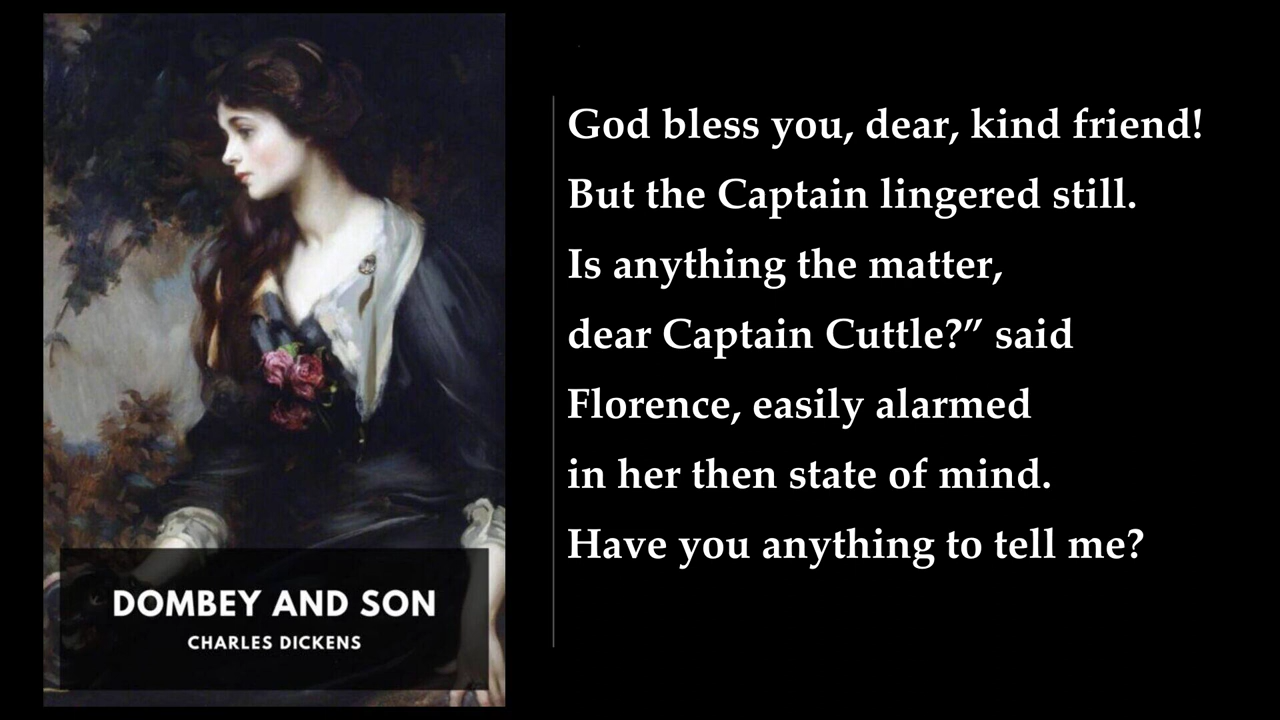 DOMBEY AND SON
CHARLES DICKENS
God bless you, dear, kind friend!
But the Captain lingered still.
Is anything the matter,
dear Captain Cuttle?” said
Florence, easily alarmed
in her then state of mind.
Have you anything to tell me?